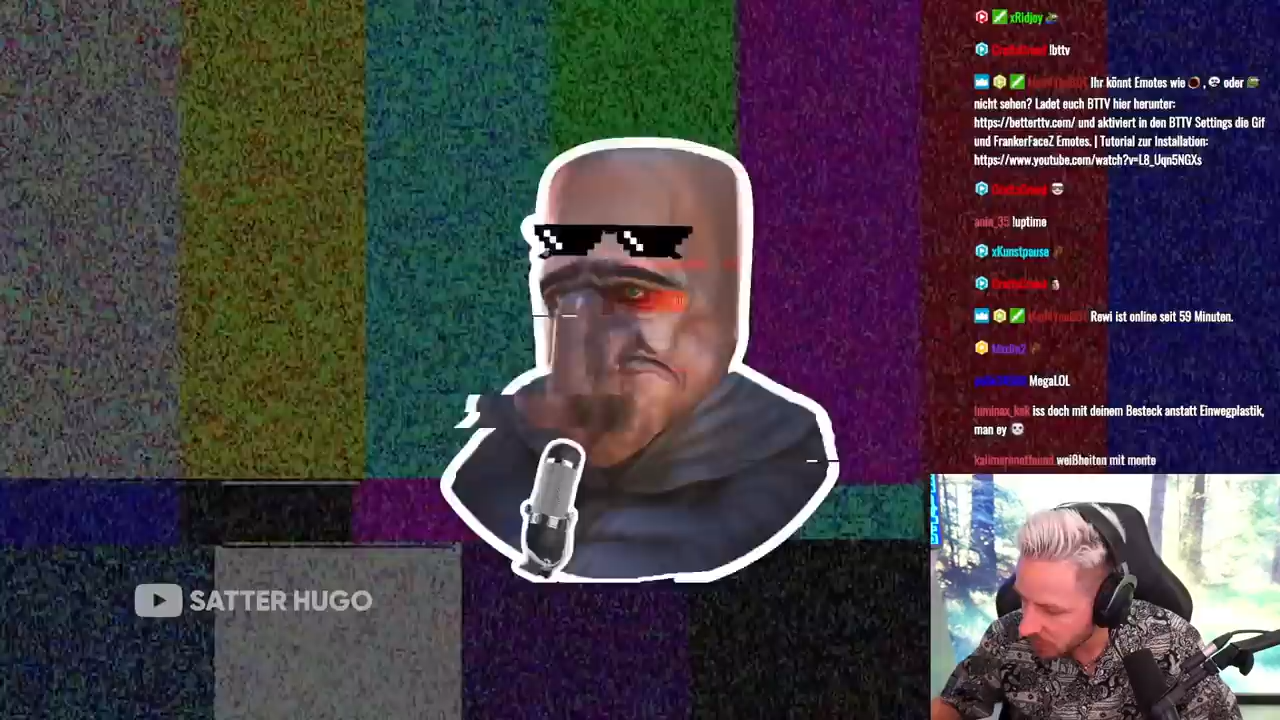 xRidjoy
!bttv
Ihr könnt Emotes wie , oder
nicht sehen? Ladet euch BTTV hier herunter:
https://betterttv.com/ und aktiviert in den BTTV Settings die Gif
und FrankerFaceZ Emotes. | Tutorial zur Installation:
https://www.youtube.com/watch?v=L8_Uqn5NGXs
ania_35 !uptime
xKunstpause
Rewi ist online seit 59 Minuten.
MegaLOL
luminax_kek iss doch mit deinem Besteck anstatt Einwegplastik,
man ey
weißheiten mit monte
SATTER HUGO